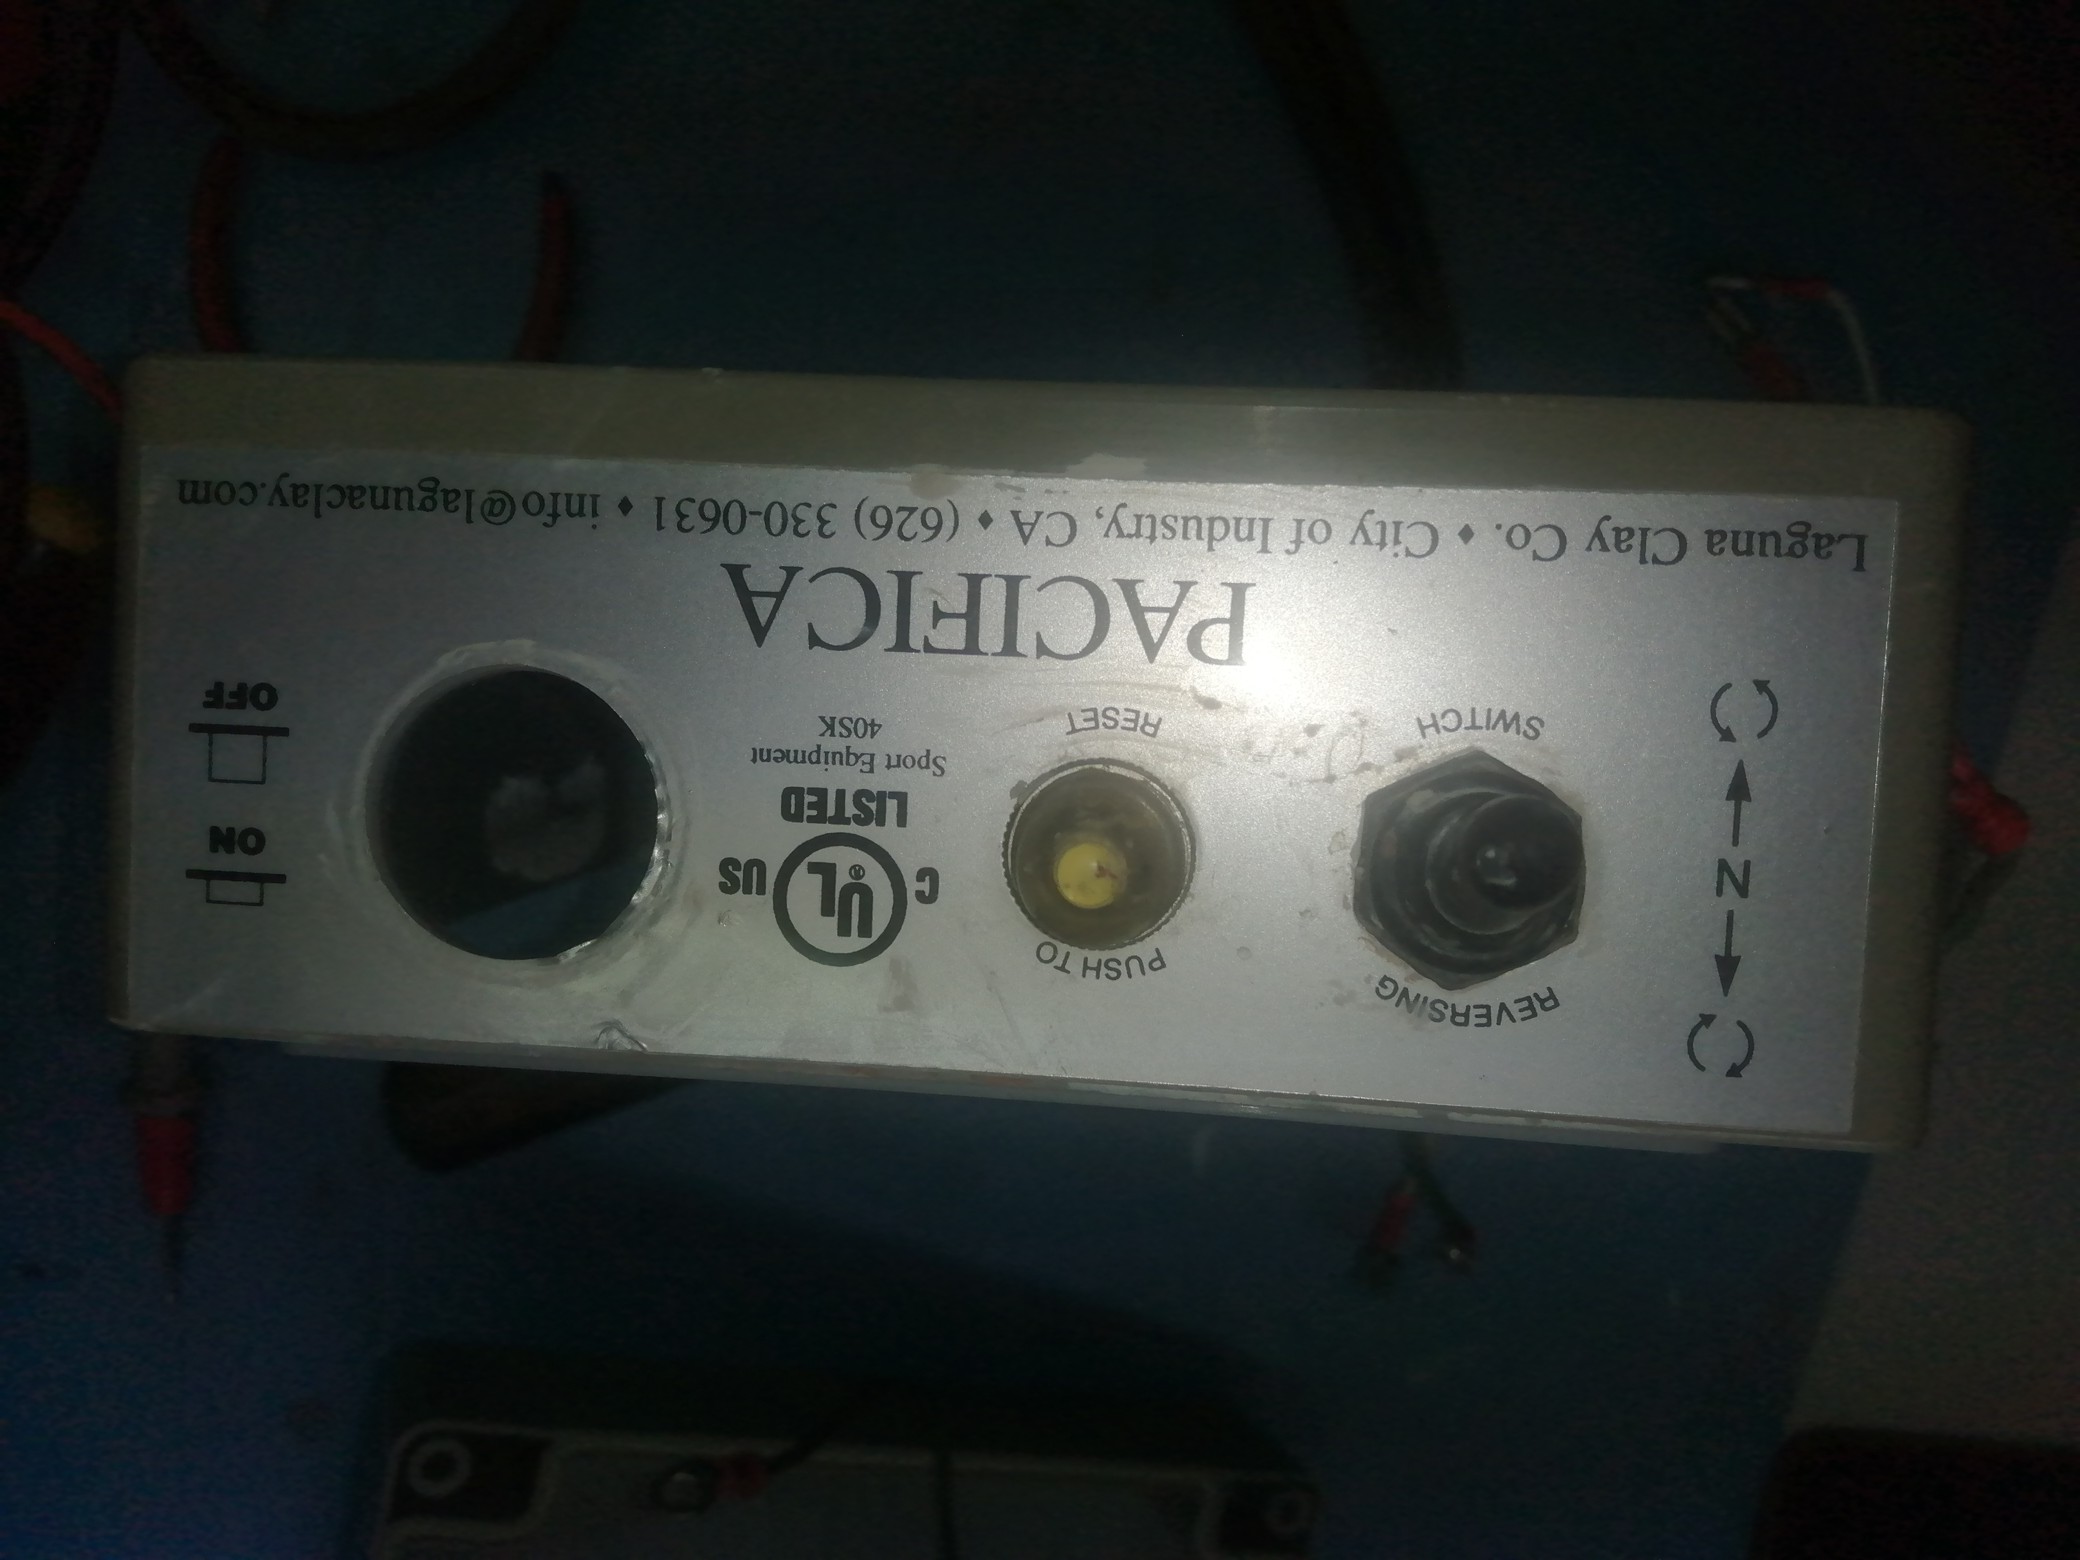 REVERSING
SWITCH
N
PUSH TO
RESET
C UL US
LISTED
Sport Equipment
40SK
ON
OFF
PACIFICA
Laguna Clay Co. ♦ City of Industry, CA ♦ (626) 330-0631 ♦ info@lagunaclay.com